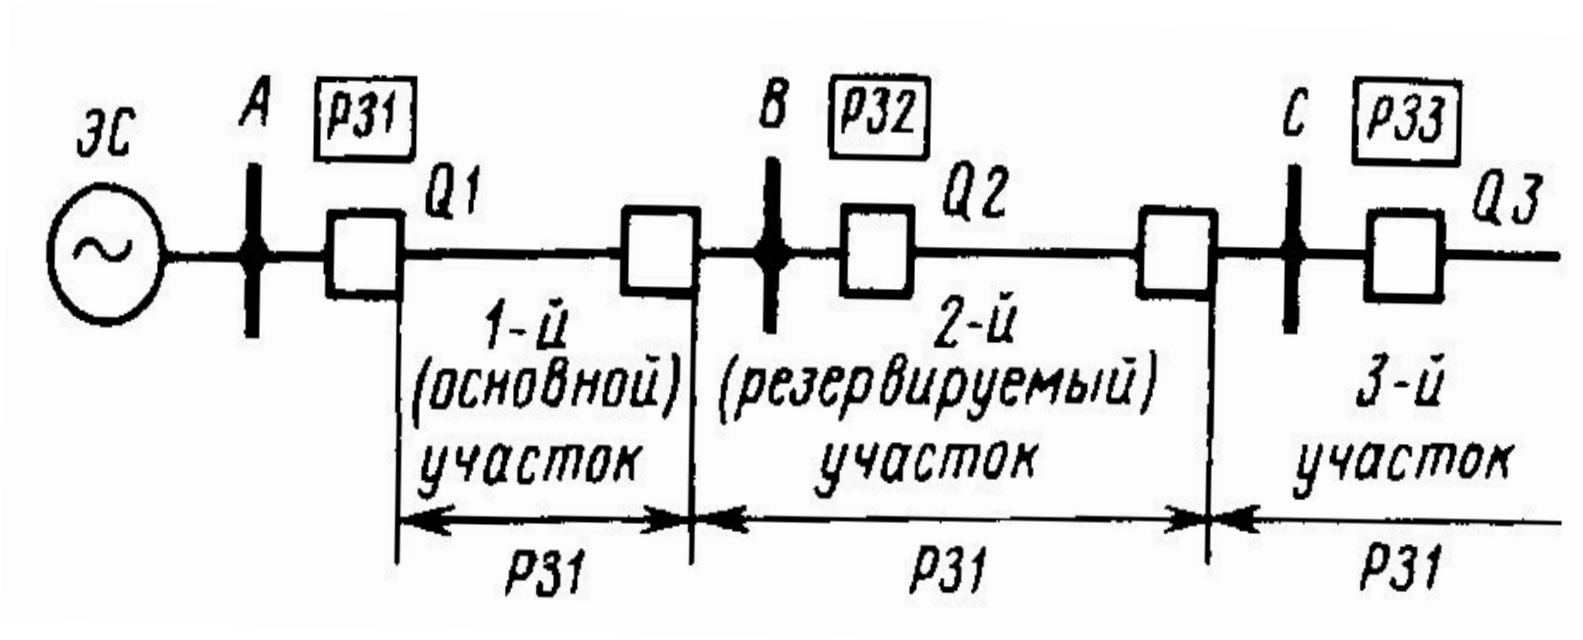 ЭС
А
РЗ1
Q1
В
РЗ2
Q2
С
РЗ3
Q3
1-й
(основной)
участок
2-й
(резервируемый)
участок
3-й
участок
РЗ1
РЗ1
РЗ1